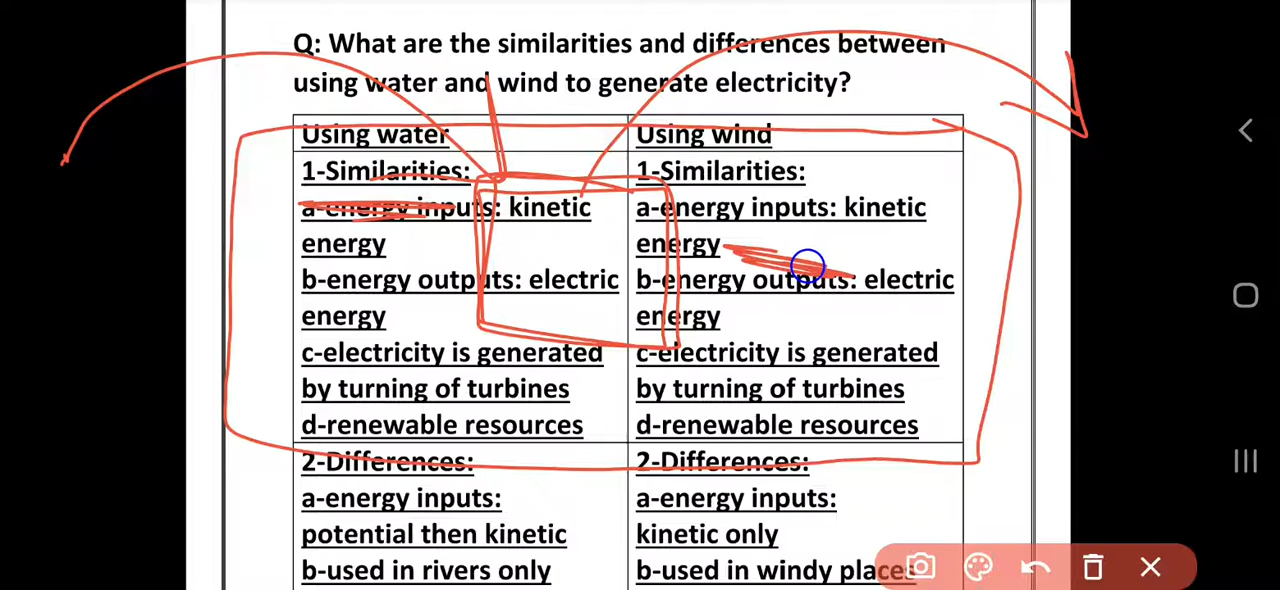 Q: What are the similarities and differences between
using water and wind to generate electricity?
Using water
1-Similarities:
a-energy inputs: kinetic
energy
b-energy outputs: electric
energy
c-electricity is generated
by turning of turbines
d-renewable resources
2-Differences:
a-energy inputs:
potential then kinetic
b-used in rivers only
Using wind
1-Similarities:
a-energy inputs: kinetic
energy
b-energy outputs: electric
energy
c-electricity is generated
by turning of turbines
d-renewable resources
2-Differences:
a-energy inputs:
kinetic only
b-used in windy places